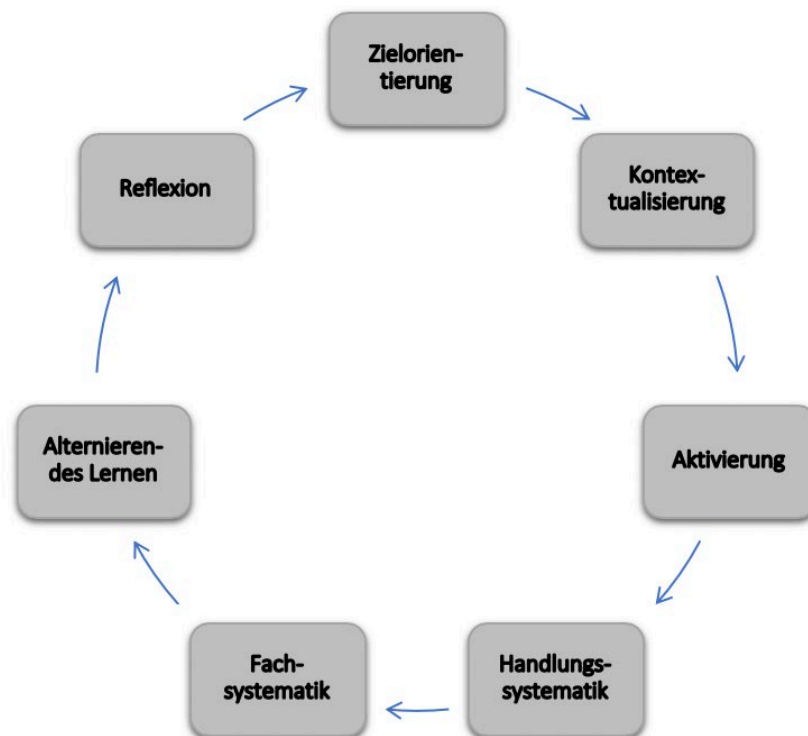 Zielorien-
tierung
Kontex-
tualisierung
Aktivierung
Handlungs-
systematik
Fach-
systematik
Alternieren-
des Lernen
Reflexion